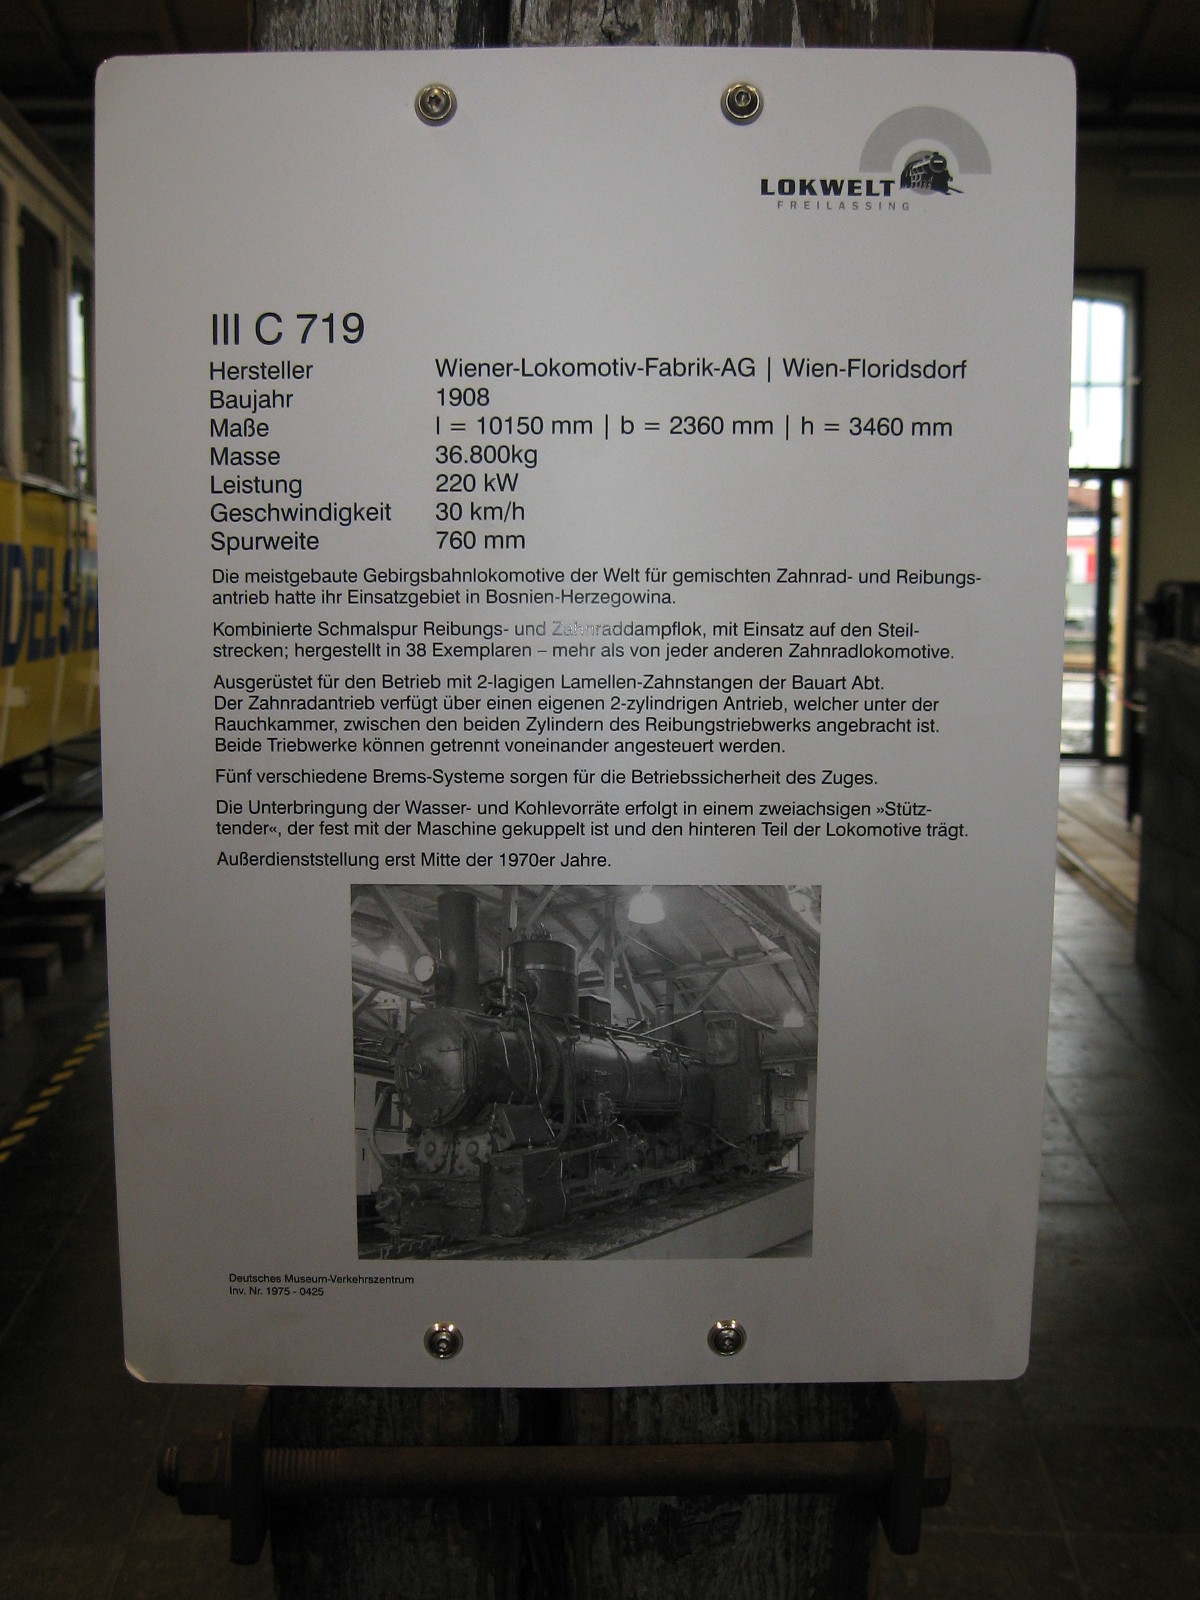 LOKWELT
FREILASSING
III C 719
Hersteller Wiener-Lokomotiv-Fabrik-AG | Wien-Floridsdorf
Baujahr 1908
Maße l = 10150 mm | b = 2360 mm | h = 3460 mm
Masse 36.800kg
Leistung 220 kW
Geschwindigkeit 30 km/h
Spurweite 760 mm
Die meistgebaute Gebirgsbahnlokomotive der Welt für gemischten Zahnrad- und Reibungs-
antrieb hatte ihr Einsatzgebiet in Bosnien-Herzegowina.
Kombinierte Schmalspur Reibungs- und Zahnraddampflok, mit Einsatz auf den Steil-
strecken; hergestellt in 38 Exemplaren – mehr als von jeder anderen Zahnradlokomotive.
Ausgerüstet für den Betrieb mit 2-lagigen Lamellen-Zahnstangen der Bauart Abt.
Der Zahnradantrieb verfügt über einen eigenen 2-zylindrigen Antrieb, welcher unter der
Rauchkammer, zwischen den beiden Zylindern des Reibungstriebwerks angebracht ist.
Beide Triebwerke können getrennt voneinander angesteuert werden.
Fünf verschiedene Brems-Systeme sorgen für die Betriebssicherheit des Zuges.
Die Unterbringung der Wasser- und Kohlevorräte erfolgt in einem zweiachsigen »Stütz-
tender«, der fest mit der Maschine gekuppelt ist und den hinteren Teil der Lokomotive trägt.
Außerdienststellung erst Mitte der 1970er Jahre.
Deutsches Museum-Verkehrszentrum
Inv. Nr. 1975 - 0425